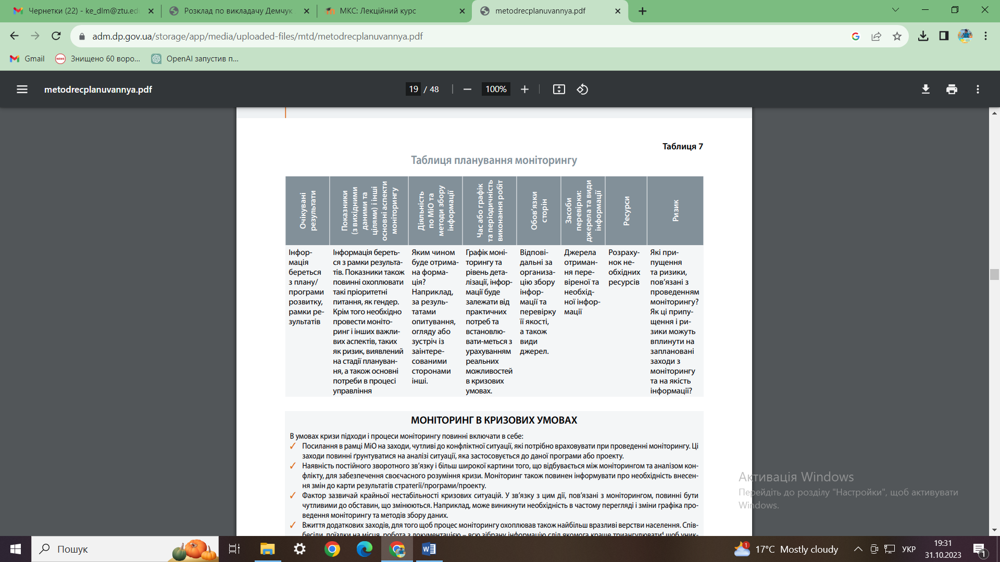 Чернетки (22) - ke_dlm@ztu.ed
Розклад по викладачу Демчук
МКС: Лекційний курс
metodrecplanuvannya.pdf
adm.dp.gov.ua/storage/app/media/uploaded-files/mtd/metodrecplanuvannya.pdf
Gmail
Знищено 60 воро...
OpenAI запустив п...
metodrecplanuvannya.pdf
19 / 48
100%
Таблиця 7
Таблиця планування моніторингу
Очікувані
результати
Показники
(з вихідними
даними та
цілями) і інші
основні аспекти
моніторингу
Діяльність
по МіО та
методи збору
інформації
Час або графік
та періодичність
виконання робіт
Обов’язки
сторін
Засоби
перевірки:
джерела та види
інформації
Ресурси
Ризик
Інфор-
мація
береться
з плану/
програми
розвитку,
рамки ре-
зультатів
Інформація береть-
ся з рамки результа-
тів. Показники також
повинні охоплювати
такі пріоритетні
питання, як гендер.
Крім того необхідно
провести моніто-
ринг і інших важли-
вих аспектів, таких
як ризик, виявлений
на стадії плануван-
ня, а також основні
потреби в процесі
управління
Яким чином
буде отрима-
на форма-
ція?
Наприклад,
за резуль-
татами
опитування,
огляду або
зустріч із
заінтере-
сованими
сторонами
інші.
Графік моні-
торингу та
рівень дета-
лізації, інфор-
мації буде
залежати від
практичних
потреб та
встановлю-
вати-меться з
урахуванням
реальних
можливостей
в кризових
умовах.
Відпові-
дальні за
організа-
цію збору
інфор-
мації та
перевірку
її якості,
а також
види
джерел.
Джерела
отриман-
ня пере-
віреної та
необхід-
ної інфор-
мації
Розраху-
нок не-
обхідних
ресурсів
Які при-
пущення
та ризики,
пов’язані з
проведенням
моніторингу?
Як ці припу-
щення і ри-
зики можуть
вплинути на
заплановані
заходи з
моніторингу
та на якість
інформації?
МОНІТОРИНГ В КРИЗОВИХ УМОВАХ
В умовах кризи підходи і процеси моніторингу повинні включати в себе:
✓ Посилання в рамці МіО на заходи, чутливі до конфліктної ситуації, які потрібно враховувати при проведенні моніторингу. Ці
заходи повинні ґрунтуватися на аналізі ситуації, яка застосовується до даної програми або проекту.
✓ Наявність постійного зворотного зв’язку і більш широкої картини того, що відбувається між моніторингом та аналізом кон-
флікту, для забезпечення своєчасного розуміння кризи. Моніторинг також повинен інформувати про необхідність внесен-
ня змін до карти результатів стратегії/програми/проекту.
✓ Фактор зазвичай крайньої нестабільності кризових ситуацій. У зв’язку з цим дії, пов’язані з моніторингом, повинні бути
чутливими до обставин, що змінюються. Наприклад, може виникнути необхідність в частому перегляді і зміни графіка про-
ведення моніторингу та методів збору даних.
✓ Вжиття додаткових заходів, для того щоб процес моніторингу охоплював також найбільш вразливі верстви населення. Спів-
бесіди, поїздки на місця, робота з документацією – всю зібрану інформацію слід якомога краще триангулювати⁴ щоб уник-
Активація Windows
Перейдіть до розділу "Настройки", щоб активувати
Windows.
Пошук
1
17°C Mostly cloudy
УКР
19:31
31.10.2023
1